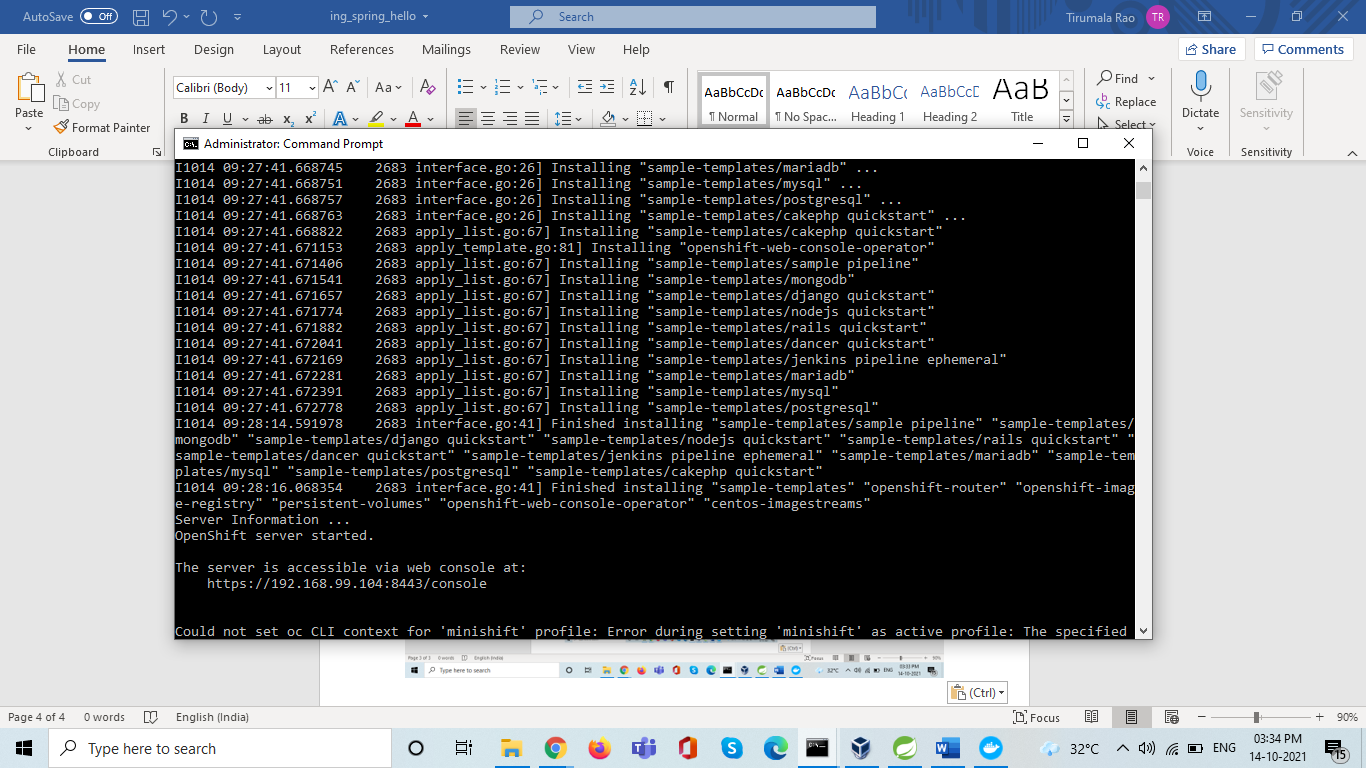 AutoSave Off ing_spring_hello Search Tirumala Rao TR
File Home Insert Design Layout References Mailings Review View Help Share Comments
Paste Cut Copy Format Painter
Clipboard
Calibri (Body) 11 A A Aa A
B I U ab x2 x2 A A
AaBbCcDc AaBbCcDc AaBbCc AaBbCcD AaB
¶ Normal ¶ No Spac... Heading 1 Heading 2 Title
Find Replace Select
Dictate Sensitivity
Voice Sensitivity
Administrator: Command Prompt
I1014 09:27:41.668745 2683 interface.go:26] Installing "sample-templates/mariadb" ...
I1014 09:27:41.668751 2683 interface.go:26] Installing "sample-templates/mysql" ...
I1014 09:27:41.668757 2683 interface.go:26] Installing "sample-templates/postgresql" ...
I1014 09:27:41.668763 2683 interface.go:26] Installing "sample-templates/cakephp quickstart" ...
I1014 09:27:41.668822 2683 apply_list.go:67] Installing "sample-templates/cakephp quickstart"
I1014 09:27:41.671153 2683 apply_template.go:81] Installing "openshift-web-console-operator"
I1014 09:27:41.671406 2683 apply_list.go:67] Installing "sample-templates/sample pipeline"
I1014 09:27:41.671541 2683 apply_list.go:67] Installing "sample-templates/mongodb"
I1014 09:27:41.671657 2683 apply_list.go:67] Installing "sample-templates/django quickstart"
I1014 09:27:41.671774 2683 apply_list.go:67] Installing "sample-templates/nodejs quickstart"
I1014 09:27:41.671882 2683 apply_list.go:67] Installing "sample-templates/rails quickstart"
I1014 09:27:41.672041 2683 apply_list.go:67] Installing "sample-templates/dancer quickstart"
I1014 09:27:41.672169 2683 apply_list.go:67] Installing "sample-templates/jenkins pipeline ephemeral"
I1014 09:27:41.672281 2683 apply_list.go:67] Installing "sample-templates/mariadb"
I1014 09:27:41.672391 2683 apply_list.go:67] Installing "sample-templates/mysql"
I1014 09:27:41.672778 2683 apply_list.go:67] Installing "sample-templates/postgresql"
I1014 09:28:14.591978 2683 interface.go:41] Finished installing "sample-templates/sample pipeline" "sample-templates/
mongodb" "sample-templates/django quickstart" "sample-templates/nodejs quickstart" "sample-templates/rails quickstart" "
sample-templates/dancer quickstart" "sample-templates/jenkins pipeline ephemeral" "sample-templates/mariadb" "sample-tem
plates/mysql" "sample-templates/postgresql" "sample-templates/cakephp quickstart"
I1014 09:28:16.068354 2683 interface.go:41] Finished installing "sample-templates" "openshift-router" "openshift-imag
e-registry" "persistent-volumes" "openshift-web-console-operator" "centos-imagestreams"
Server Information ...
OpenShift server started.
The server is accessible via web console at:
https://192.168.99.104:8443/console
Could not set oc CLI context for 'minishift' profile: Error during setting 'minishift' as active profile: The specified
Type here to search 32°C ENG 03:33 PM
14-10-2021
(Ctrl)
Page 4 of 4 0 words English (India) Focus 90%
Type here to search 32°C ENG 03:34 PM
14-10-2021 15